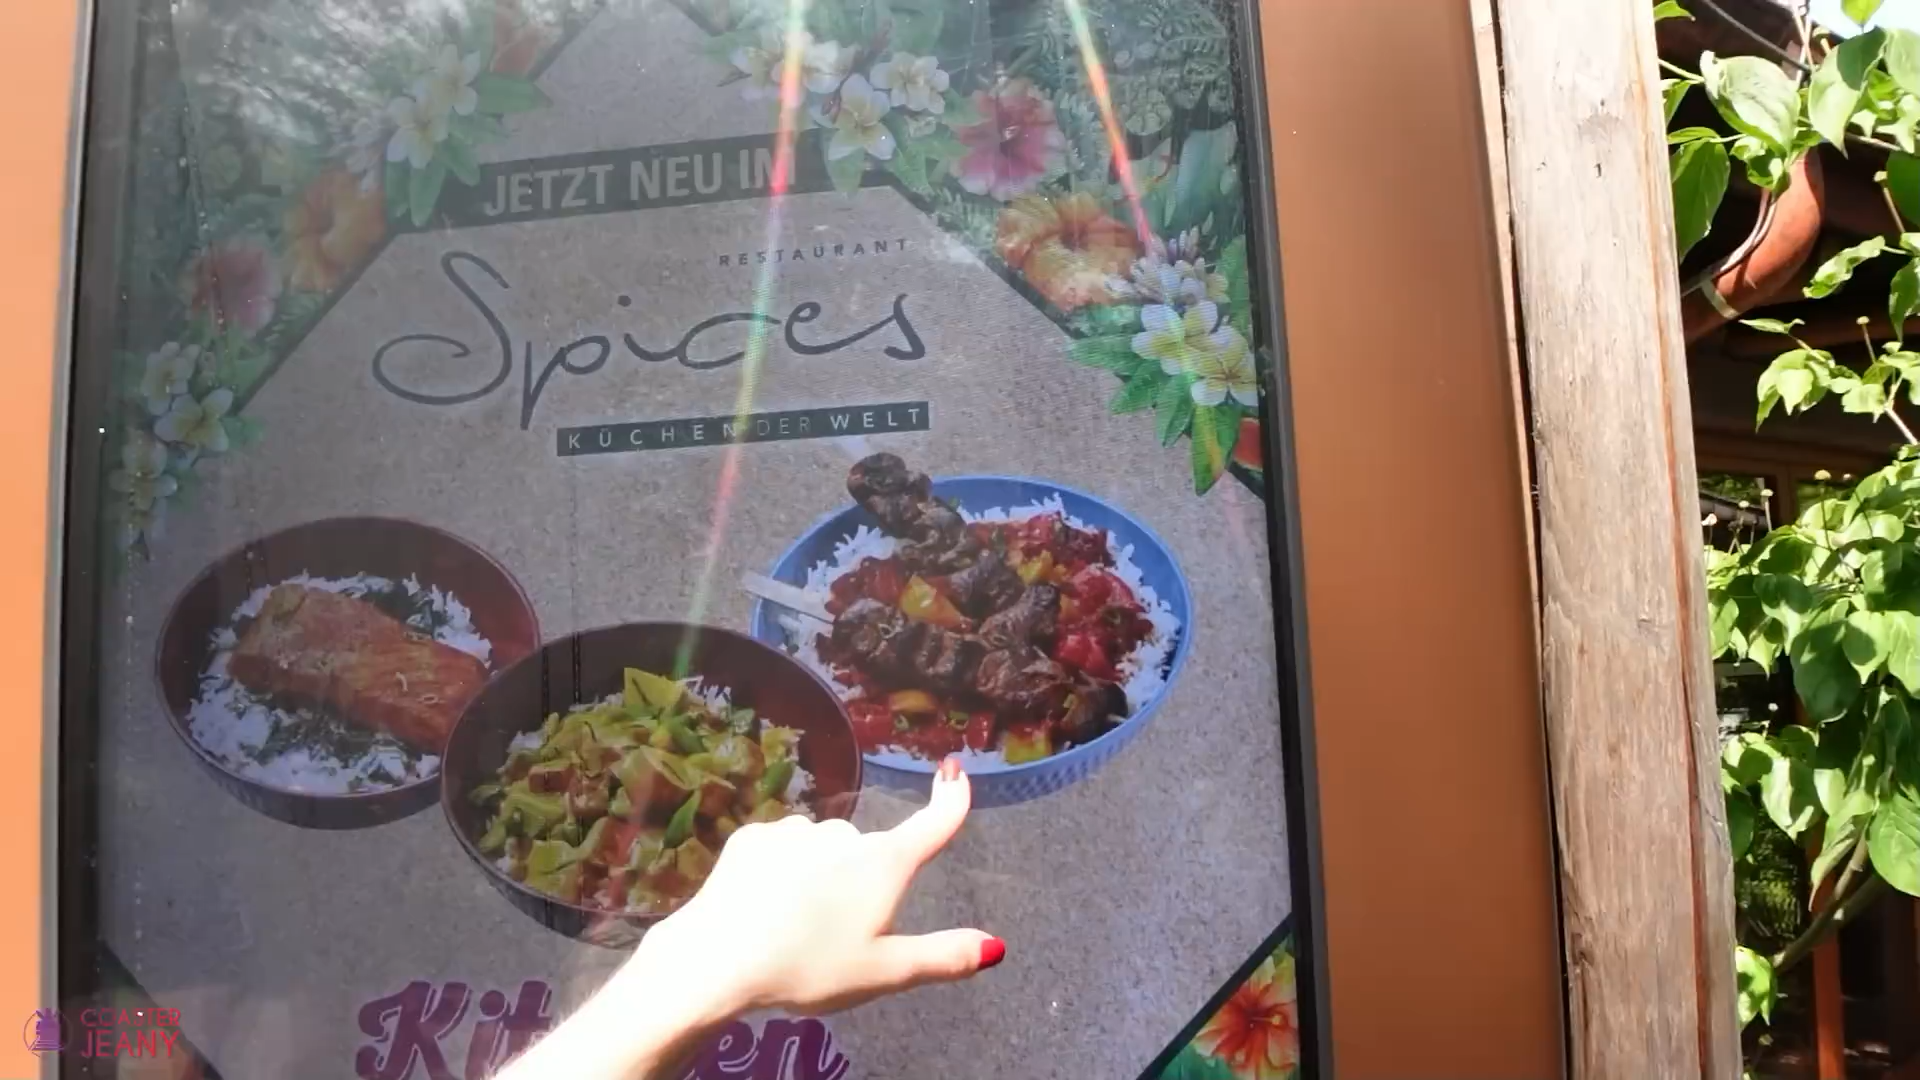 JETZT NEU IM
RESTAURANT
Spices
KÜCHEN DER WELT
COASTER
JEANY